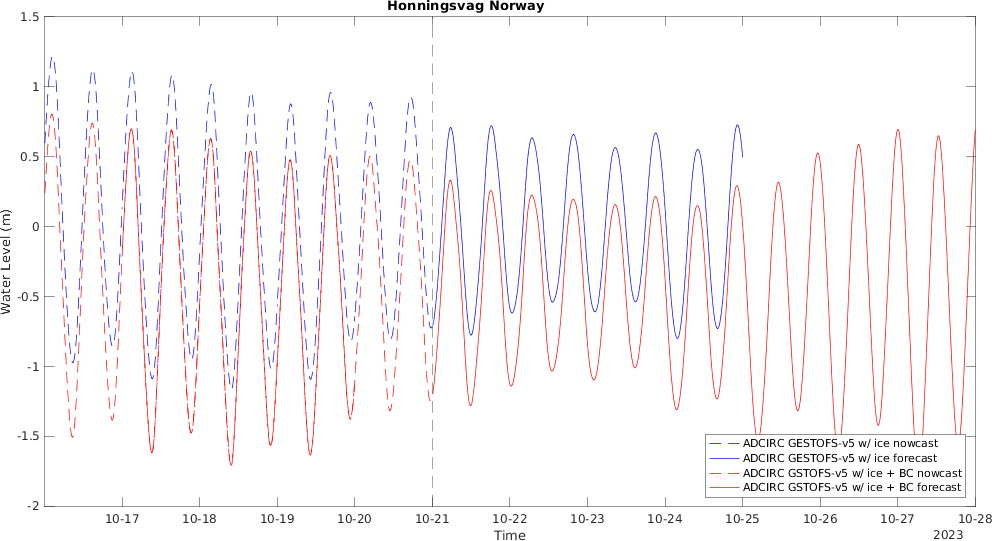 Honningsvag Norway
1.5
1
0.5
0
-0.5
-1
-1.5
-2
Water Level (m)
10-17 10-18 10-19 10-20 10-21 10-22 10-23 10-24 10-25 10-26 10-27 10-28
Time
2023
ADCIRC GESTOFS-v5 w/ ice nowcast
ADCIRC GESTOFS-v5 w/ ice forecast
ADCIRC GSTOFS-v5 w/ ice + BC nowcast
ADCIRC GSTOFS-v5 w/ ice + BC forecast